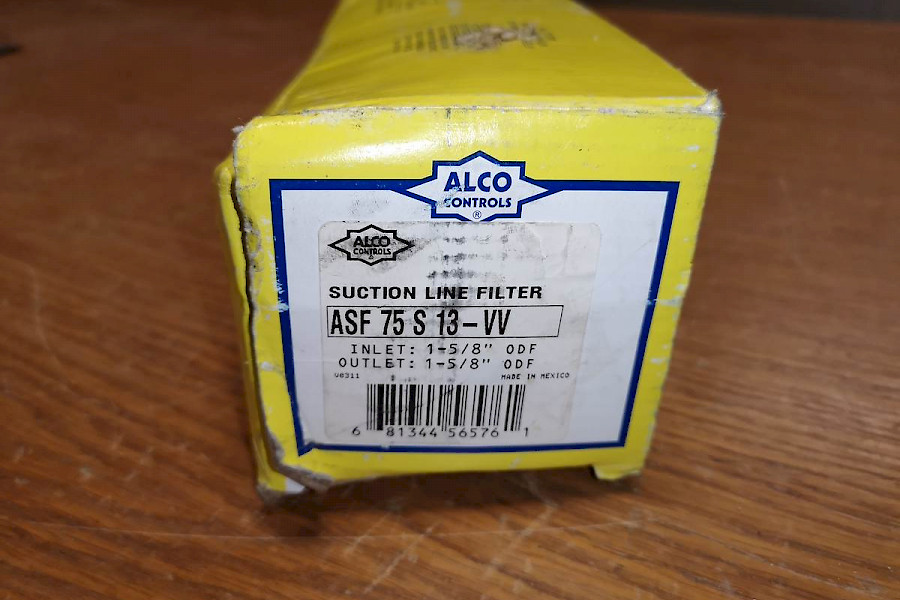 ALCO
CONTROLS
®
ALCO
CONTROLS
SUCTION LINE FILTER
ASF 75 S 13-VV
INLET: 1-5/8" ODF
OUTLET: 1-5/8" ODF
MADE IN MEXICO
6 81344 56576 1